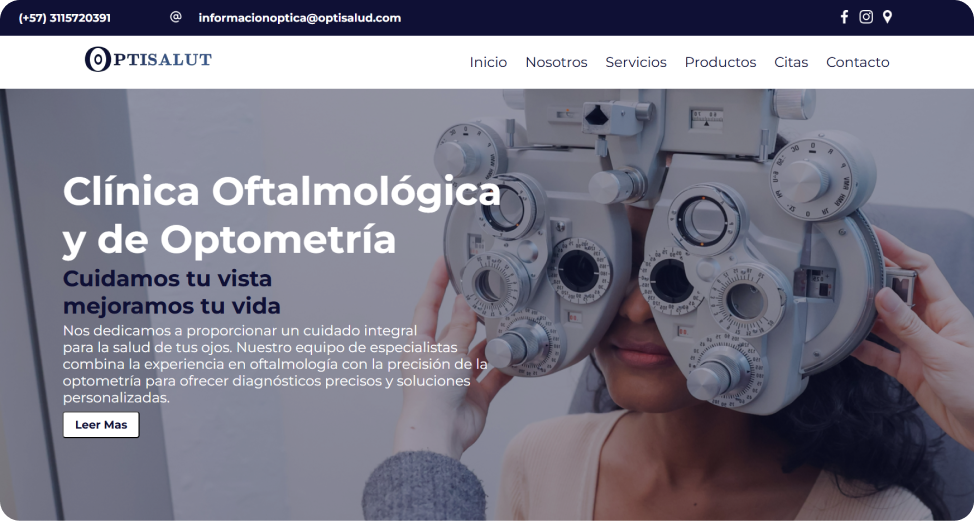 (+57) 3115720391
informacionoptica@optisalud.com
OPTISALUT
Inicio Nosotros Servicios Productos Citas Contacto
Clínica Oftalmológica
y de Optometría
Cuidamos tu vista
mejoramos tu vida
Nos dedicamos a proporcionar un cuidado integral
para la salud de tus ojos. Nuestro equipo de especialistas
combina la experiencia en oftalmología con la precisión de la
optometría para ofrecer diagnósticos precisos y soluciones
personalizadas.
Leer Mas